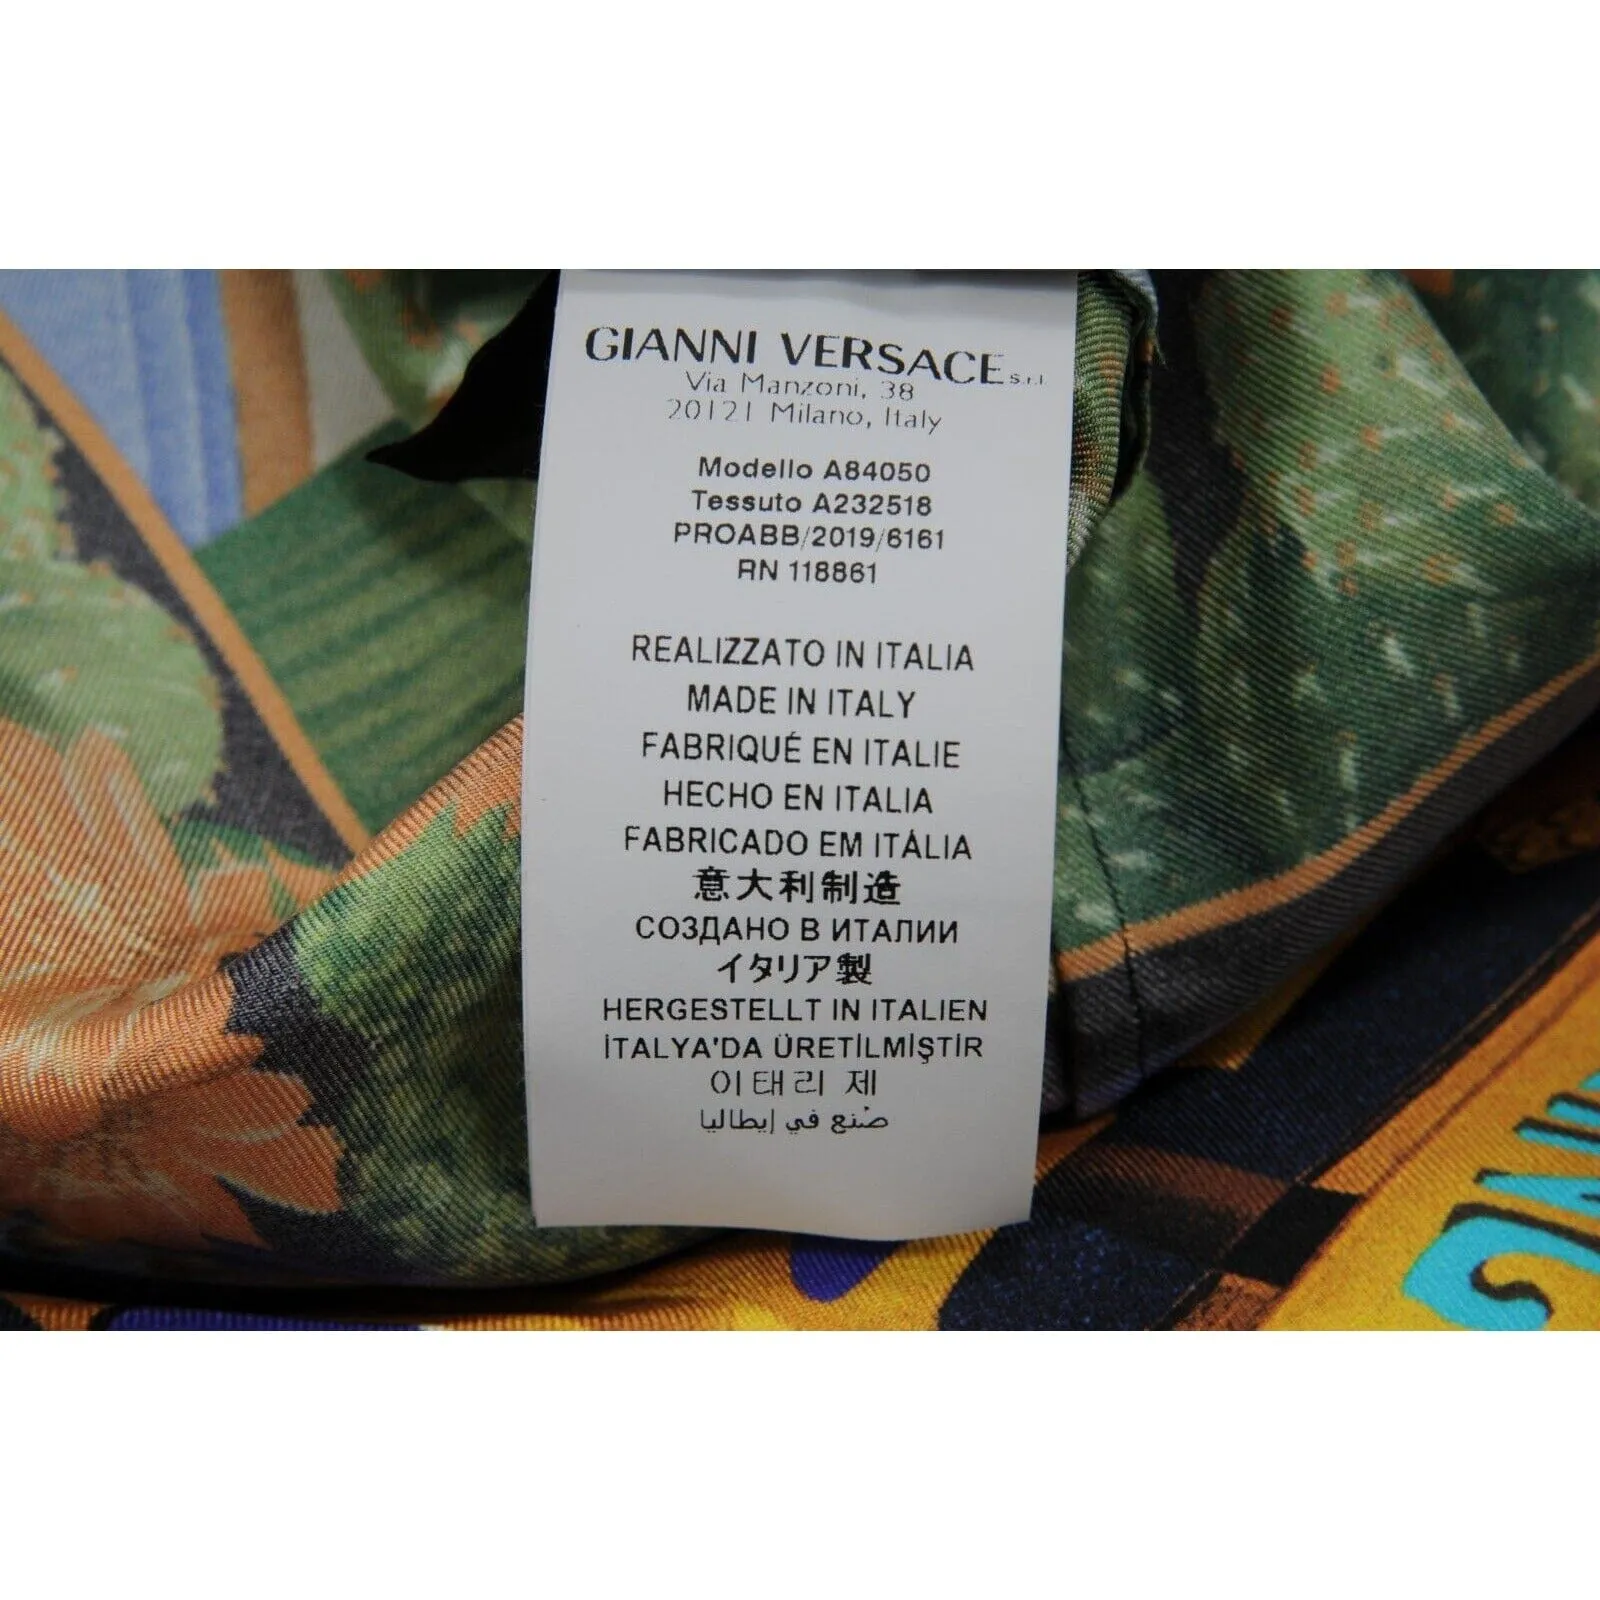 GIANNI VERSACE s.r.l.
Via Manzoni, 38
20121 Milano, Italy
Modello A84050
Tessuto A232518
PROABB/2019/6161
RN 118861
REALIZZATO IN ITALIA
MADE IN ITALY
FABRIQUÉ EN ITALIE
HECHO EN ITALIA
FABRICADO EM ITÁLIA
意大利制造
СОЗДАНО В ИТАЛИИ
イタリア製
HERGESTELLT IN ITALIEN
İTALYA'DA ÜRETİLMİŞTİR
이태리 제
صُنع في إيطاليا